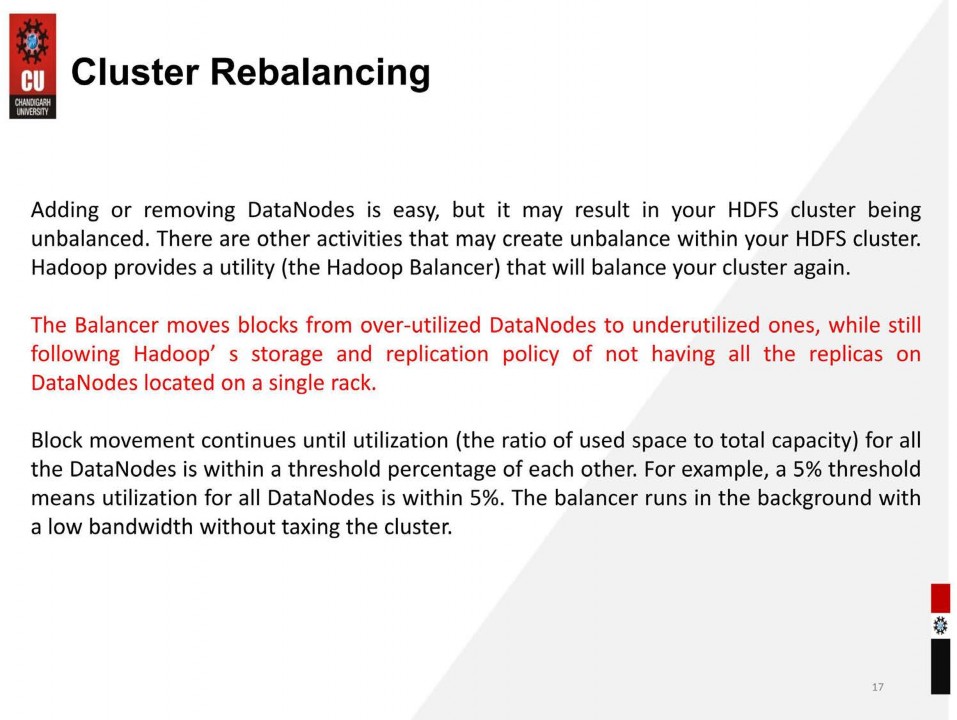 CU
CHANDIGARH
UNIVERSITY
Cluster Rebalancing
Adding or removing DataNodes is easy, but it may result in your HDFS cluster being
unbalanced. There are other activities that may create unbalance within your HDFS cluster.
Hadoop provides a utility (the Hadoop Balancer) that will balance your cluster again.
The Balancer moves blocks from over-utilized DataNodes to underutilized ones, while still
following Hadoop’ s storage and replication policy of not having all the replicas on
DataNodes located on a single rack.
Block movement continues until utilization (the ratio of used space to total capacity) for all
the DataNodes is within a threshold percentage of each other. For example, a 5% threshold
means utilization for all DataNodes is within 5%. The balancer runs in the background with
a low bandwidth without taxing the cluster.
17